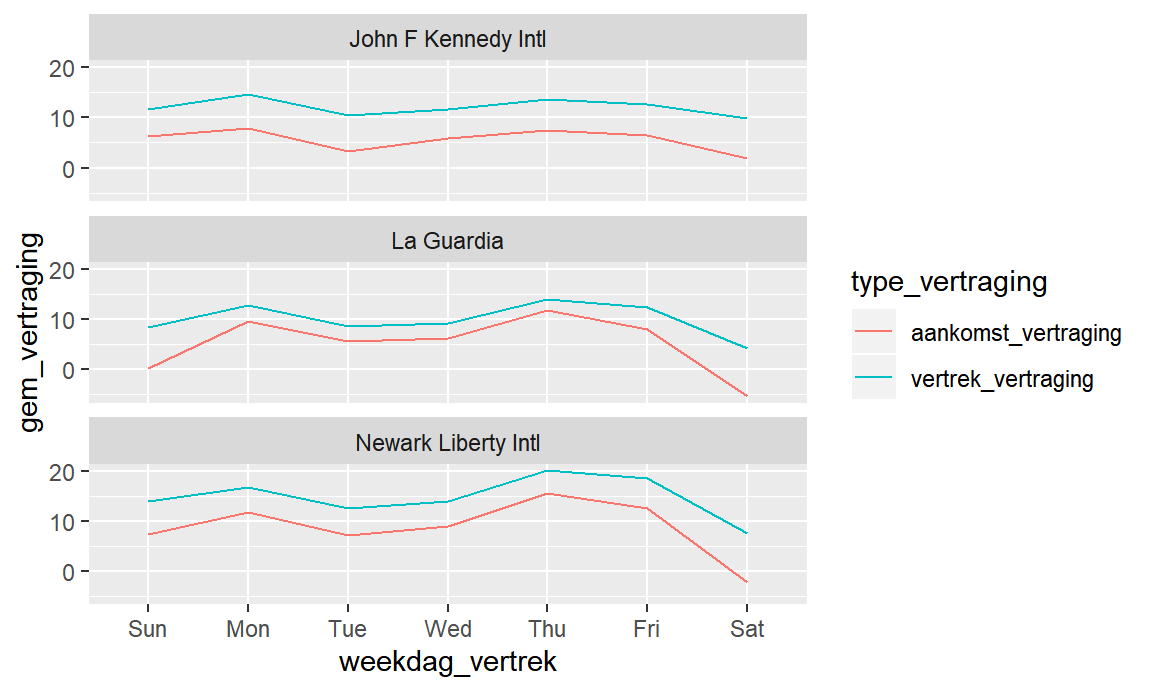 John F Kennedy Intl
20
10
0
La Guardia
20
10
0
Newark Liberty Intl
20
10
0
Sun Mon Tue Wed Thu Fri Sat
weekdag_vertrek
gem_vertraging
type_vertraging
aankomst_vertraging
vertrek_vertraging